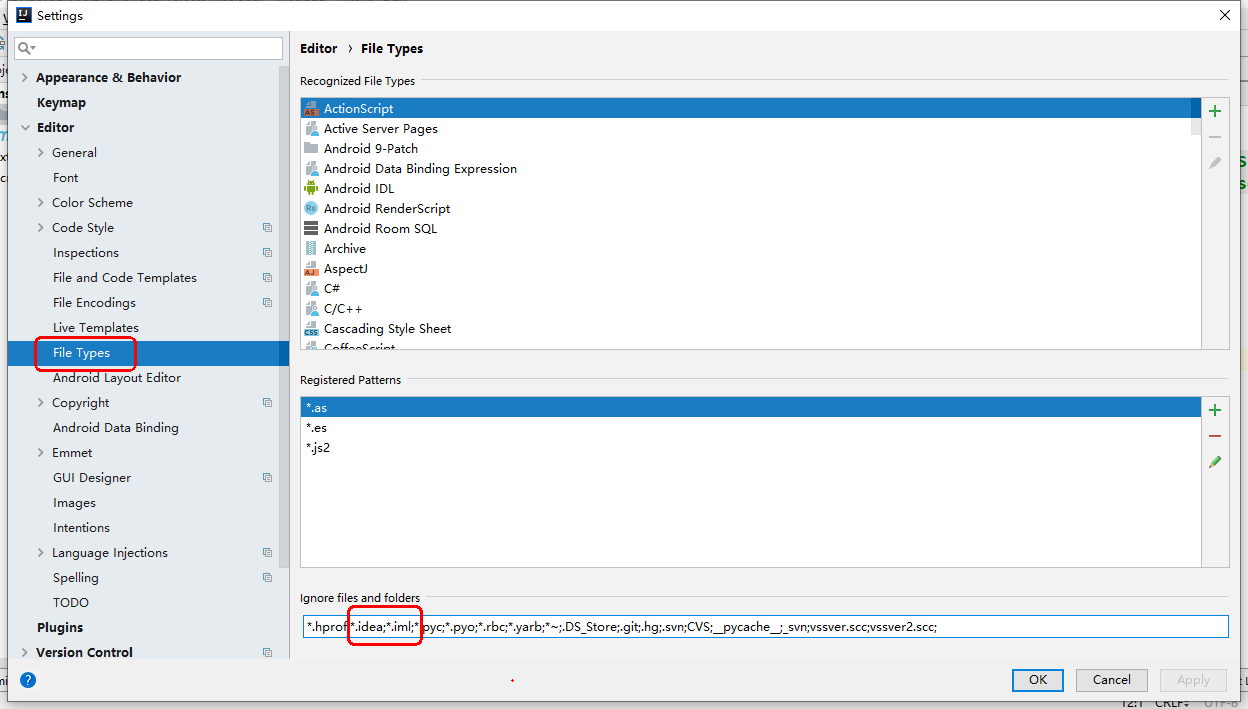 Settings
Appearance & Behavior
Keymap
Editor
General
Font
Color Scheme
Code Style
Inspections
File and Code Templates
File Encodings
Live Templates
File Types
Android Layout Editor
Copyright
Android Data Binding
Emmet
GUI Designer
Images
Intentions
Language Injections
Spelling
TODO
Plugins
Version Control
Editor › File Types
Recognized File Types
ActionScript
Active Server Pages
Android 9-Patch
Android Data Binding Expression
Android IDL
Android RenderScript
Android Room SQL
Archive
AspectJ
C#
C/C++
Cascading Style Sheet
CoffeeScript
Registered Patterns
*.as
*.es
*.js2
Ignore files and folders
*.hprof;*.idea;*.iml;*.pyc;*.pyo;*.rbc;*.yarb;*~;.DS_Store;.git;.hg;.svn;CVS;__pycache__;_svn;vssver.scc;vssver2.scc;
?
OK
Cancel
Apply
12:1 CRLF÷ UTF-8